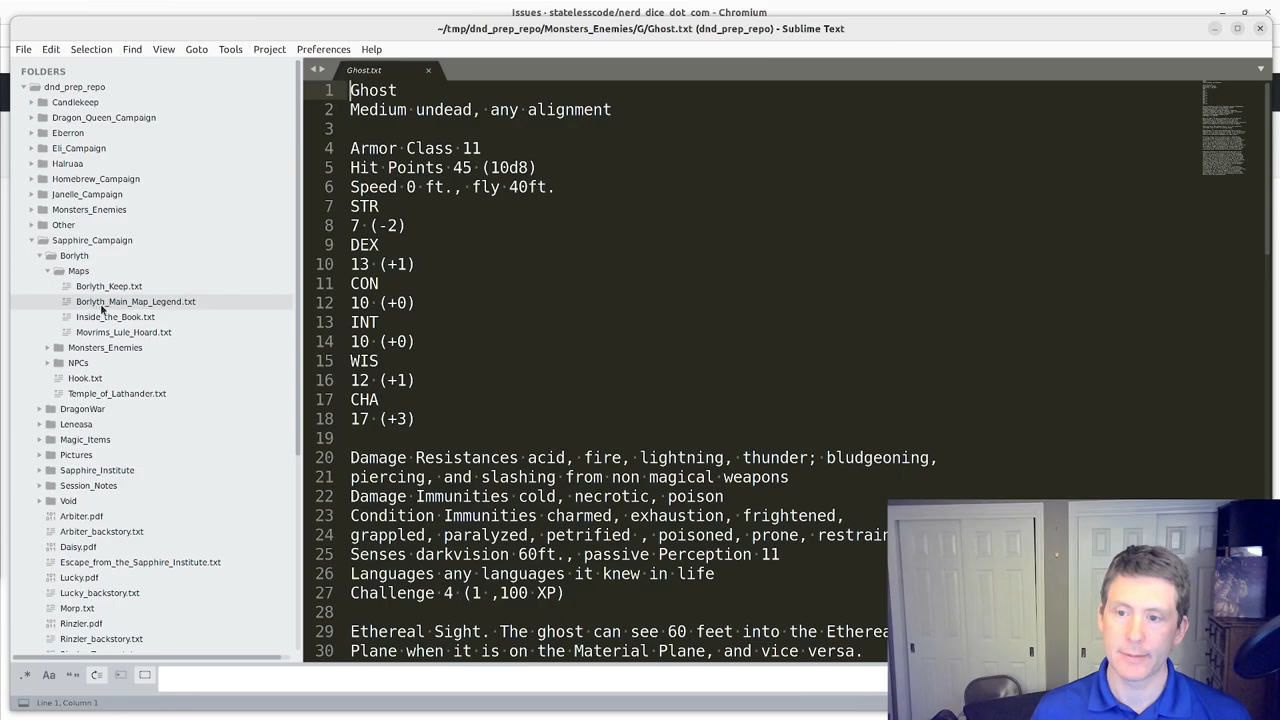 Issues · statelesscode/nerd_dice_dot_com - Chromium
~/tmp/dnd_prep_repo/Monsters_Enemies/G/Ghost.txt (dnd_prep_repo) - Sublime Text
File Edit Selection Find View Goto Tools Project Preferences Help
FOLDERS
dnd_prep_repo
Candlekeep
Dragon_Queen_Campaign
Eberron
Eli_Campaign
Halruaa
Homebrew_Campaign
Janelle_Campaign
Monsters_Enemies
Other
Sapphire_Campaign
Borlyth
Maps
Borlyth_Keep.txt
Borlyth_Main_Map_Legend.txt
Inside_the_Book.txt
Movrims_Lule_Hoard.txt
Monsters_Enemies
NPCs
Hook.txt
Temple_of_Lathander.txt
DragonWar
Leneasa
Magic_Items
Pictures
Sapphire_Institute
Session_Notes
Void
Arbiter.pdf
Arbiter_backstory.txt
Daisy.pdf
Escape_from_the_Sapphire_Institute.txt
Lucky.pdf
Lucky_backstory.txt
Morp.txt
Rinzler.pdf
Rinzler_backstory.txt
Ghost.txt
1 Ghost
2 Medium undead, any alignment
3
4 Armor Class 11
5 Hit Points 45 (10d8)
6 Speed 0 ft., fly 40ft.
7 STR
8 7 (-2)
9 DEX
10 13 (+1)
11 CON
12 10 (+0)
13 INT
14 10 (+0)
15 WIS
16 12 (+1)
17 CHA
18 17 (+3)
19
20 Damage Resistances acid, fire, lightning, thunder; bludgeoning,
21 piercing, and slashing from non magical weapons
22 Damage Immunities cold, necrotic, poison
23 Condition Immunities charmed, exhaustion, frightened,
24 grappled, paralyzed, petrified , poisoned, prone, restrain
25 Senses darkvision 60ft., passive Perception 11
26 Languages any languages it knew in life
27 Challenge 4 (1 ,100 XP)
28
29 Ethereal Sight. The ghost can see 60 feet into the Etherea
30 Plane when it is on the Material Plane, and vice versa.
Line 1, Column 1